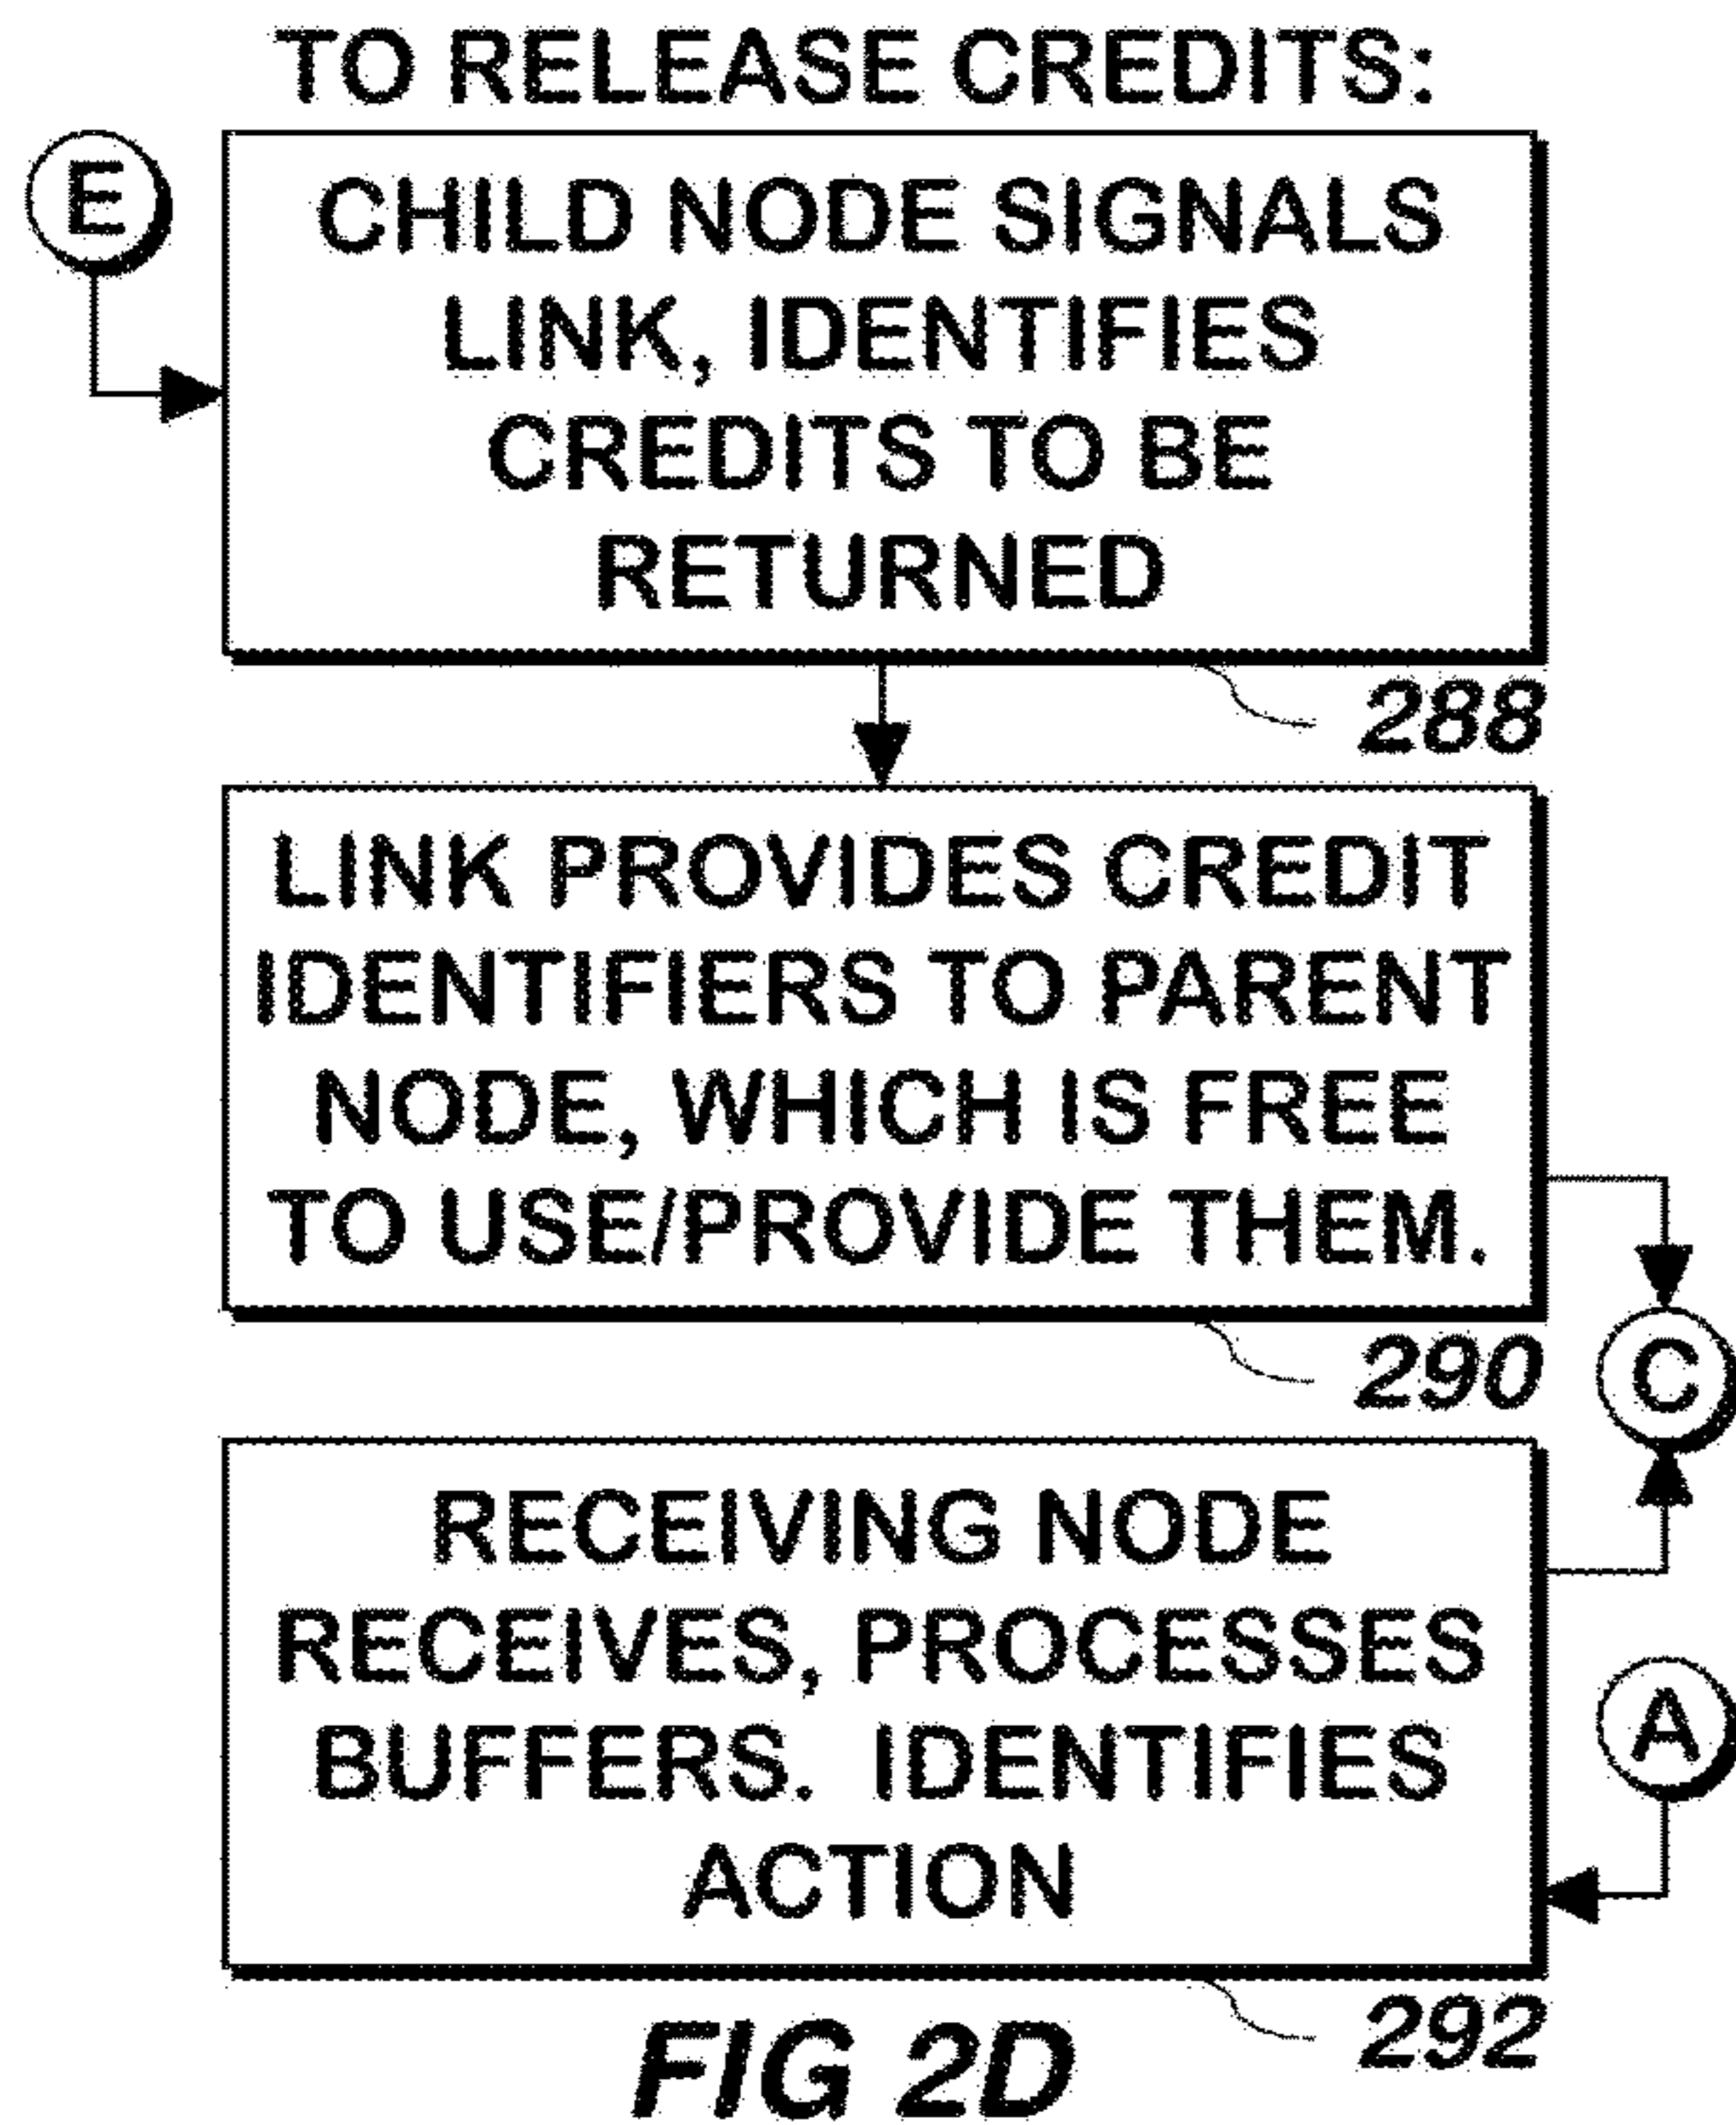 TO RELEASE CREDITS:
E
CHILD NODE SIGNALS
LINK, IDENTIFIES
CREDITS TO BE
RETURNED
288
LINK PROVIDES CREDIT
IDENTIFIERS TO PARENT
NODE, WHICH IS FREE
TO USE/PROVIDE THEM.
290
C
RECEIVING NODE
RECEIVES, PROCESSES
BUFFERS. IDENTIFIES
ACTION
A
292
FIG 2D